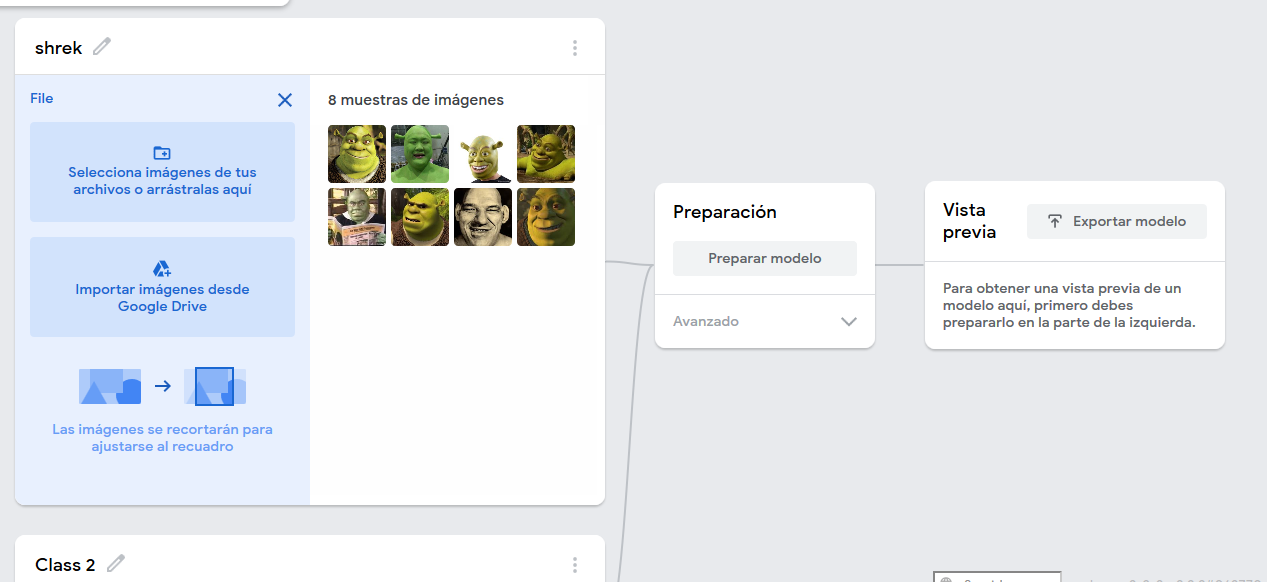 shrek
File
8 muestras de imágenes
Selecciona imágenes de tus
archivos o arrástralas aquí
Importar imágenes desde
Google Drive
Las imágenes se recortarán para
ajustarse al recuadro
Class 2
Preparación
Preparar modelo
Avanzado
Vista
previa
Exportar modelo
Para obtener una vista previa de un
modelo aquí, primero debes
prepararlo en la parte de la izquierda.